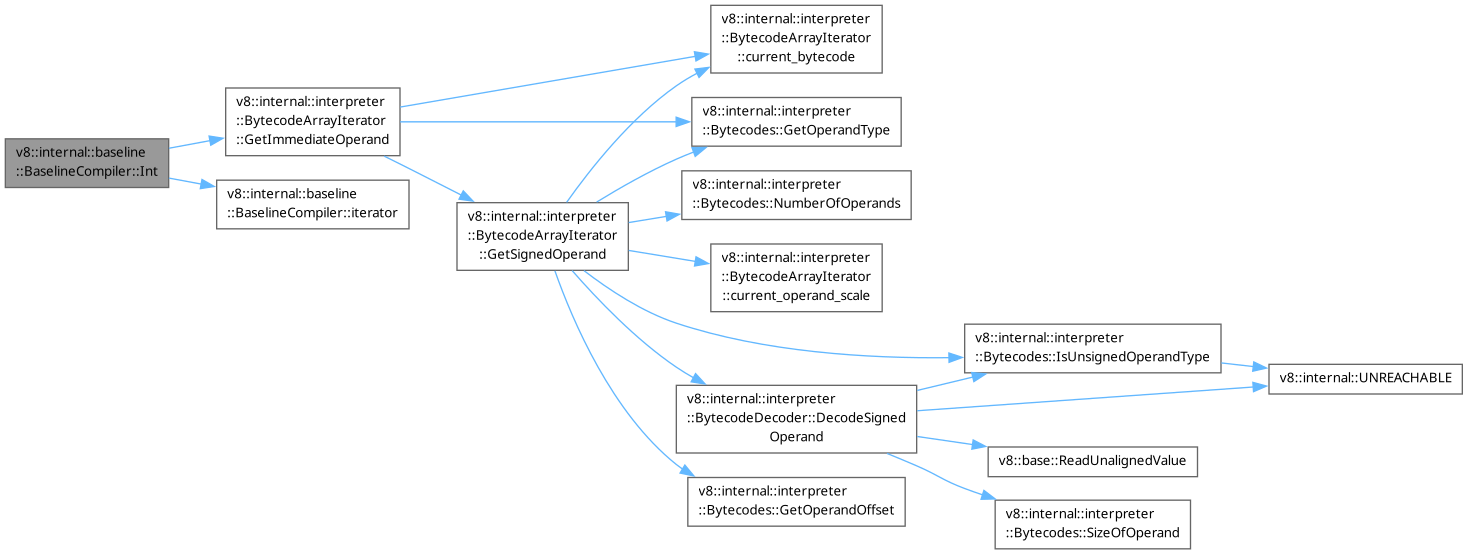 v8::internal::baseline
::BaselineCompiler::Int
v8::internal::interpreter
::BytecodeArrayIterator
::GetImmediateOperand
v8::internal::baseline
::BaselineCompiler::iterator
v8::internal::interpreter
::BytecodeArrayIterator
::GetSignedOperand
v8::internal::interpreter
::BytecodeArrayIterator
::current_bytecode
v8::internal::interpreter
::Bytecodes::GetOperandType
v8::internal::interpreter
::Bytecodes::NumberOfOperands
v8::internal::interpreter
::BytecodeArrayIterator
::current_operand_scale
v8::internal::interpreter
::BytecodeDecoder::DecodeSigned
Operand
v8::internal::interpreter
::Bytecodes::GetOperandOffset
v8::internal::interpreter
::Bytecodes::IsUnsignedOperandType
v8::base::ReadUnalignedValue
v8::internal::interpreter
::Bytecodes::SizeOfOperand
v8::internal::UNREACHABLE